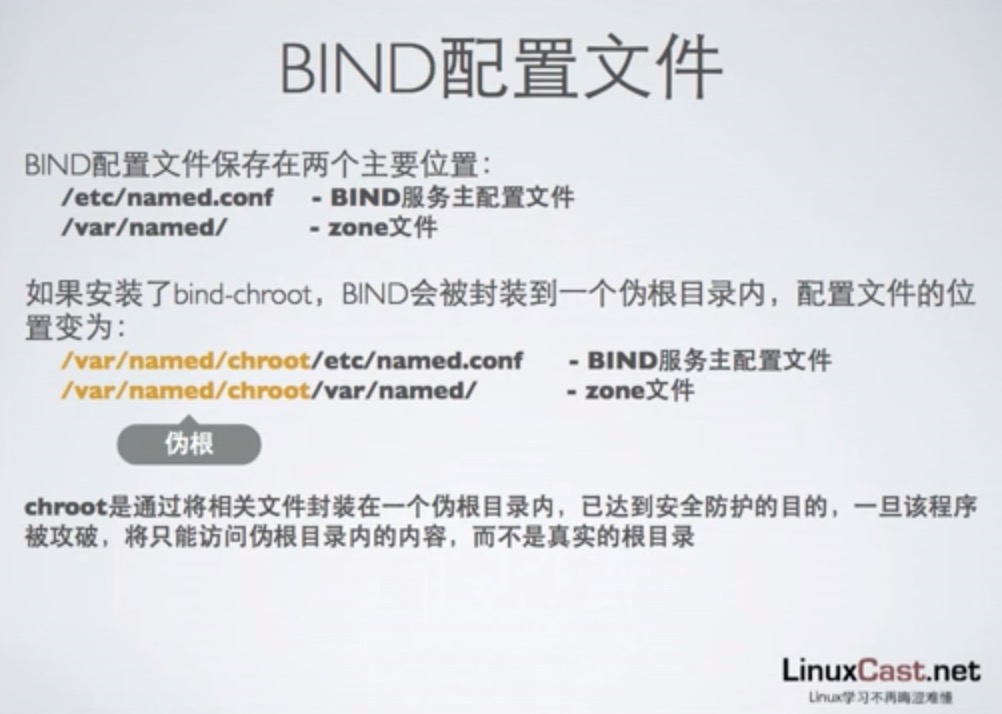 BIND配置文件
BIND配置文件保存在两个主要位置：
/etc/named.conf - BIND服务主配置文件
/var/named/ - zone文件
如果安装了bind-chroot，BIND会被封装到一个伪根目录内，配置文件的位
置变为：
/var/named/chroot/etc/named.conf - BIND服务主配置文件
/var/named/chroot/var/named/ - zone文件
伪根
chroot是通过将相关文件封装在一个伪根目录内，已达到安全防护的目的，一旦该程序
被攻破，将只能访问伪根目录内的内容，而不是真实的根目录
LinuxCast.net
Linux学习不再晦涩难懂